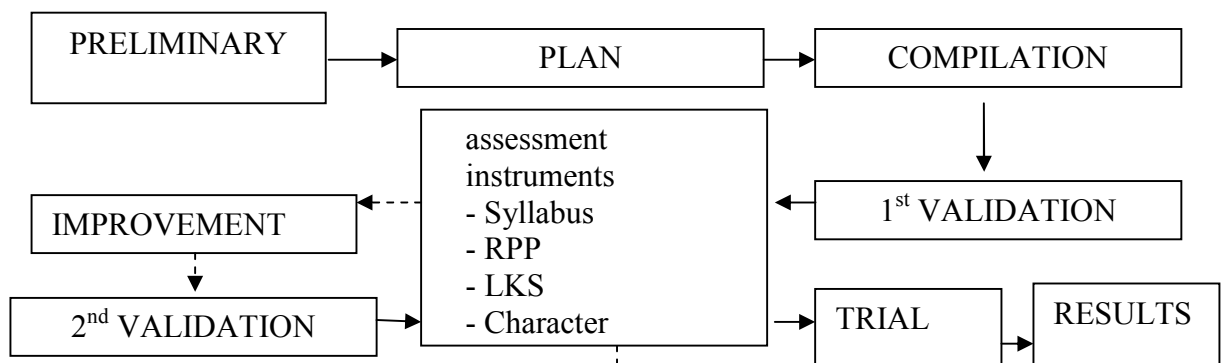 PRELIMINARY
PLAN
COMPILATION
assessment
instruments
- Syllabus
- RPP
- LKS
- Character
IMPROVEMENT
1st VALIDATION
2nd VALIDATION
TRIAL
RESULTS